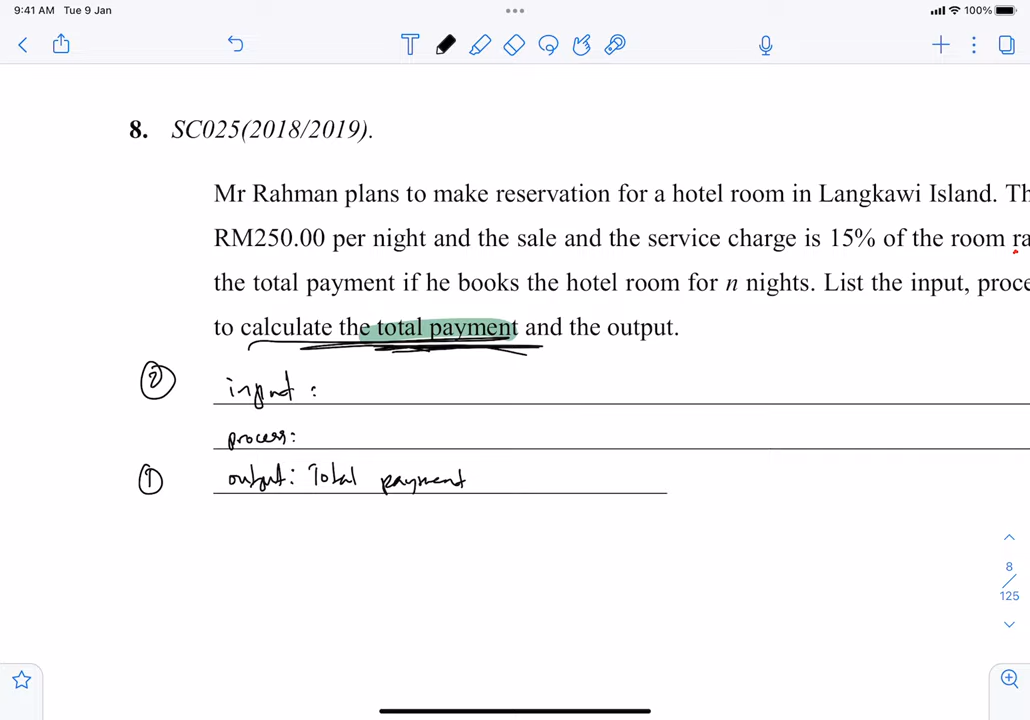 9:41 AM Tue 9 Jan
100%
8. SC025(2018/2019).
Mr Rahman plans to make reservation for a hotel room in Langkawi Island. Th
RM250.00 per night and the sale and the service charge is 15% of the room ra
the total payment if he books the hotel room for n nights. List the input, proce
to calculate the total payment and the output.
② input :
process:
① output: Total payment
8
/
125